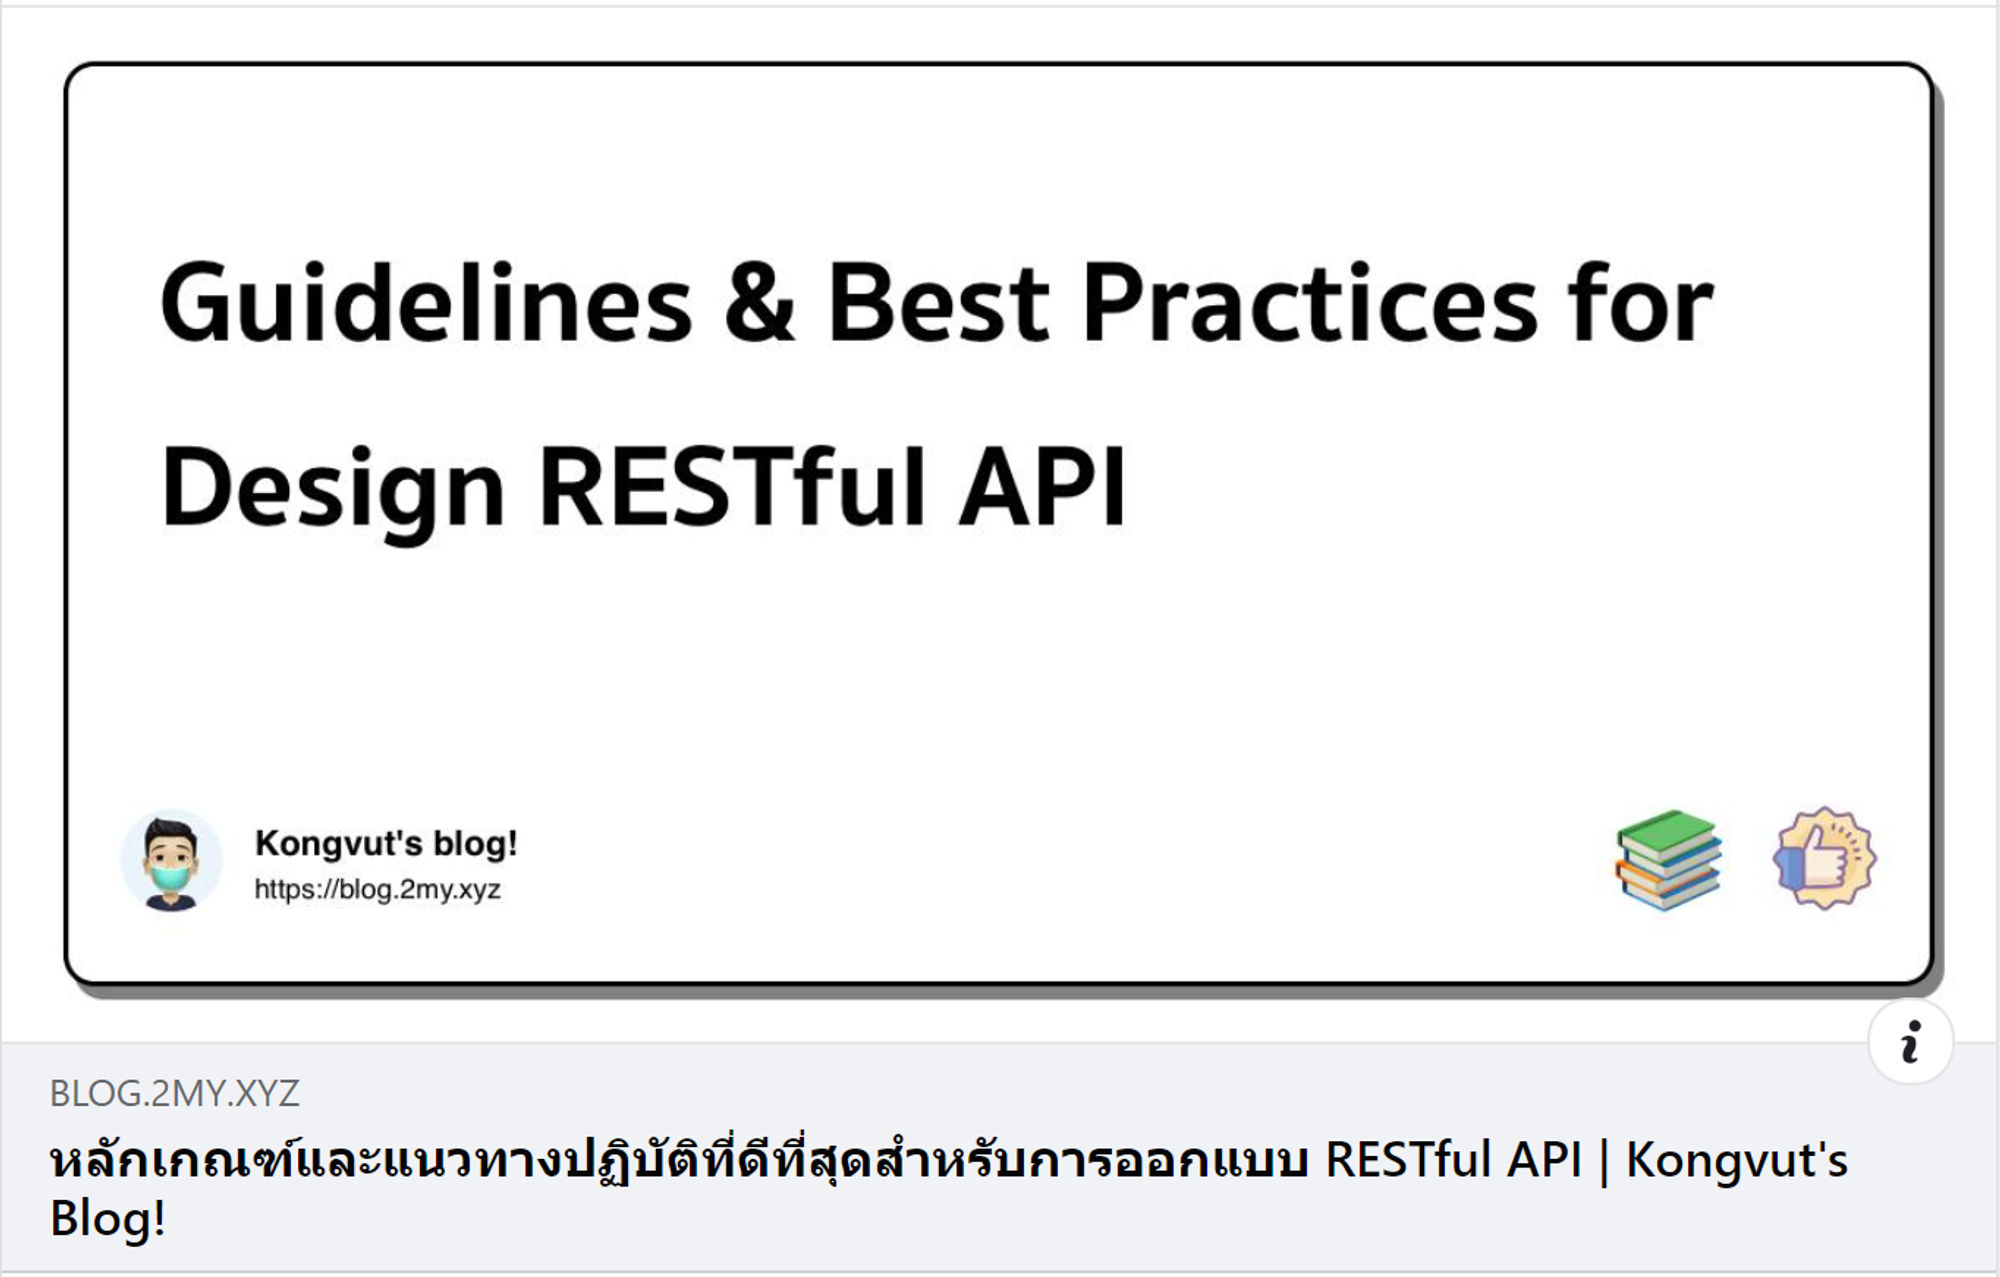 Guidelines & Best Practices for
Design RESTful API
Kongvut's blog!
https://blog.2my.xyz
BLOG.2MY.XYZ
หลักเกณฑ์และแนวทางปฏิบัติที่ดีที่สุดสำหรับการออกแบบ RESTful API | Kongvut's
Blog!